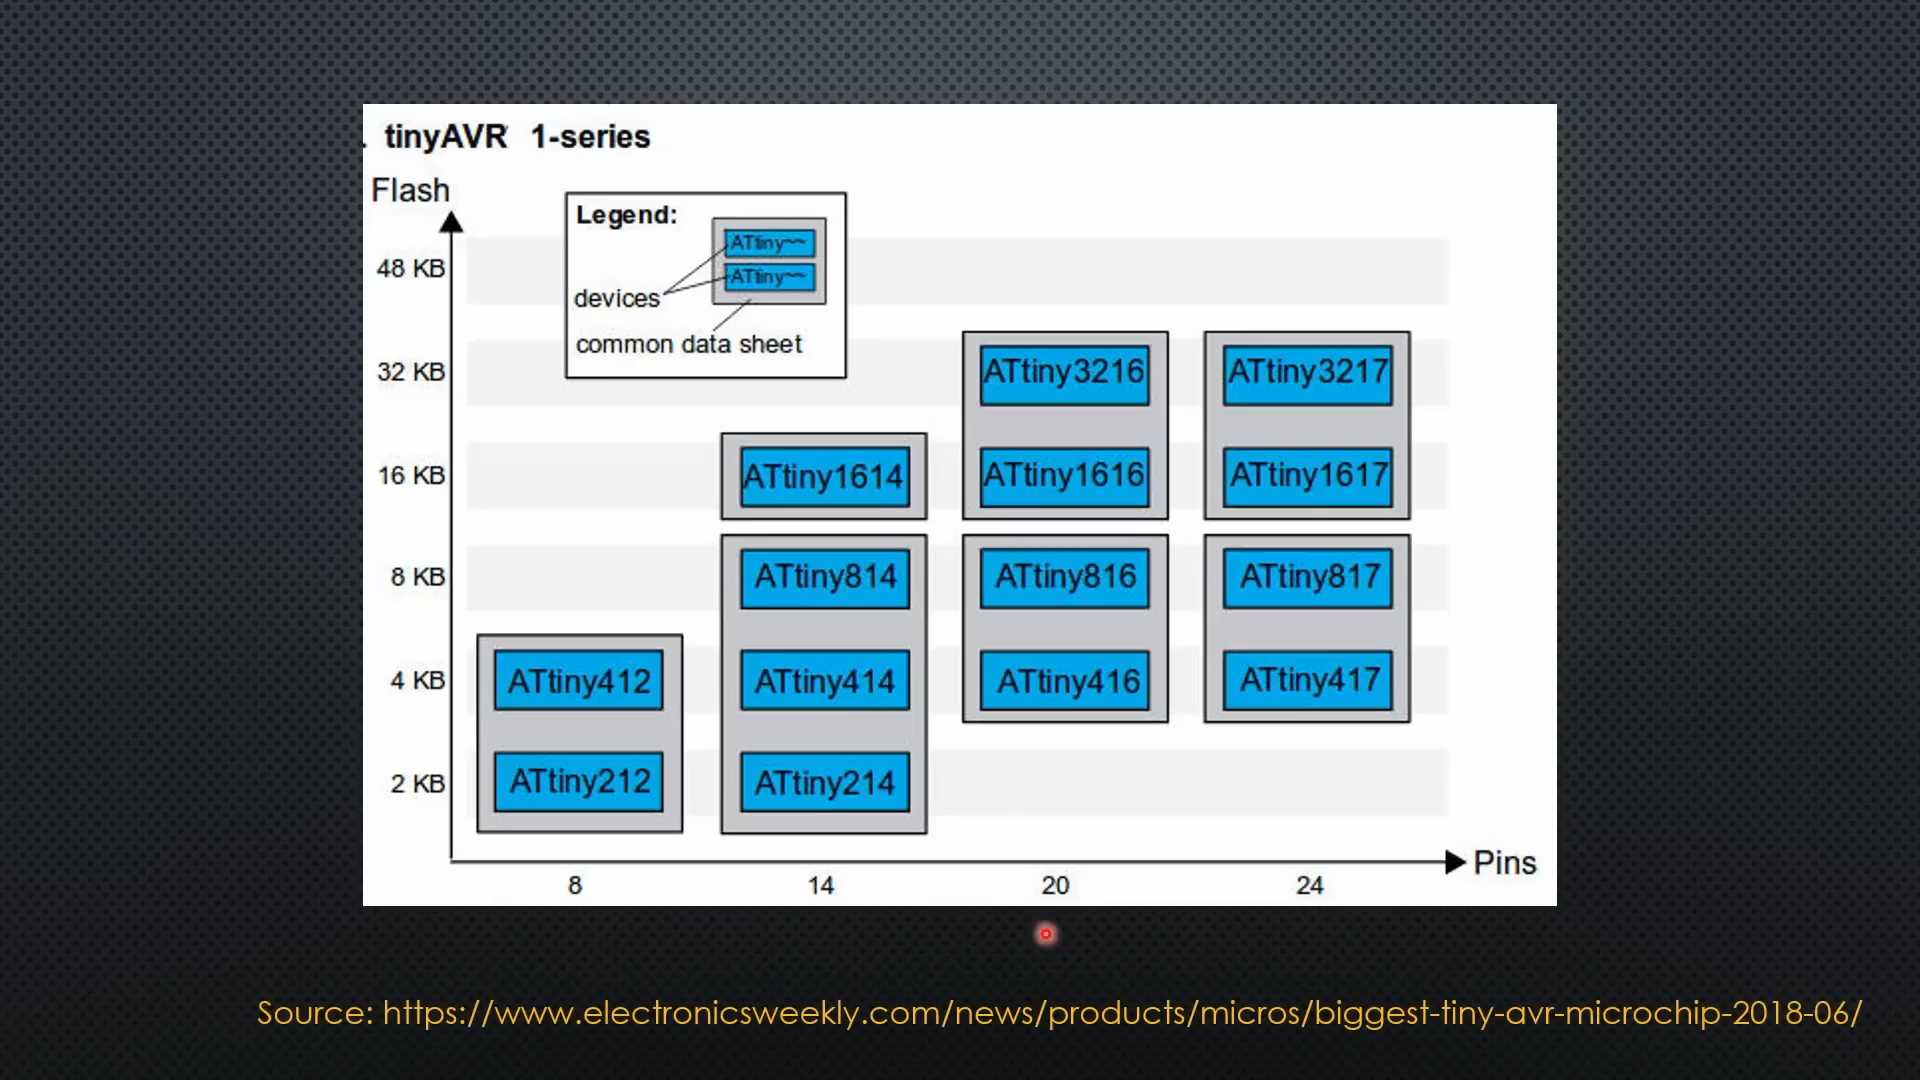 . tinyAVR 1-series
Flash
Legend:
ATtiny~~
ATtiny~~
devices
common data sheet
48 KB
32 KB
ATtiny3216
ATtiny3217
16 KB
ATtiny1614
ATtiny1616
ATtiny1617
8 KB
ATtiny814
ATtiny816
ATtiny817
4 KB
ATtiny412
ATtiny414
ATtiny416
ATtiny417
2 KB
ATtiny212
ATtiny214
Pins
8
14
20
24
Source: https://www.electronicsweekly.com/news/products/micros/biggest-tiny-avr-microchip-2018-06/